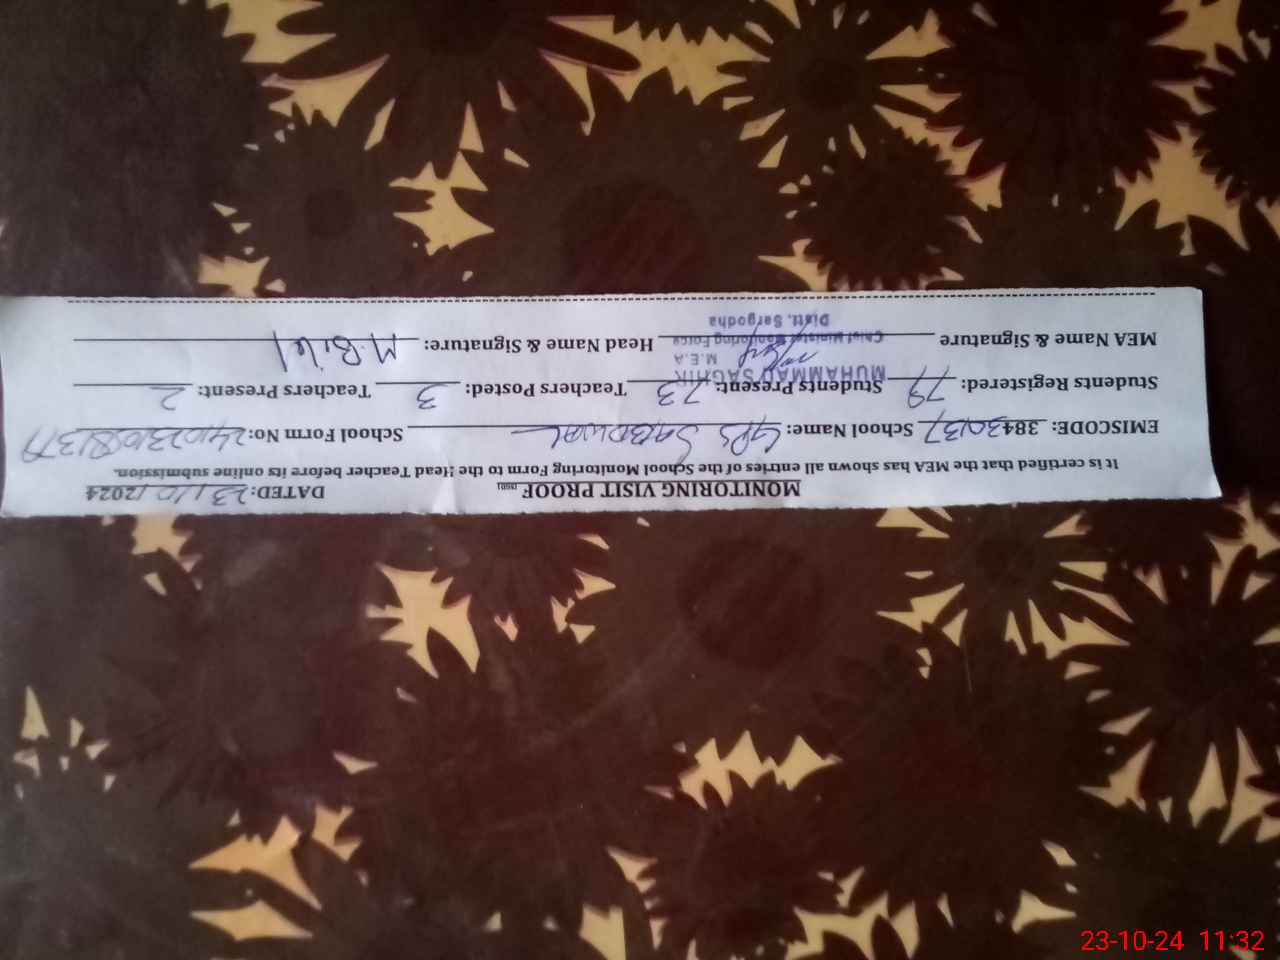 MONITORING VISIT PROOF DATED: 23/10/2024
It is certified that the MEA has shown all entries of the School Monitoring Form to the Head Teacher before its online submission.
EMISCODE: 38430137 School Name: GPS SABOWAL School Form No:
Students Registered: 79 Students Present: 73 Teachers Posted: 3 Teachers Present: 2
MUHAMMAD SAGHIR
M.E.A
MEA Name & Signature Head Name & Signature: M.Bilal
Chief Minister Monitoring Force
Distt. Sargodha
23-10-24 11:32